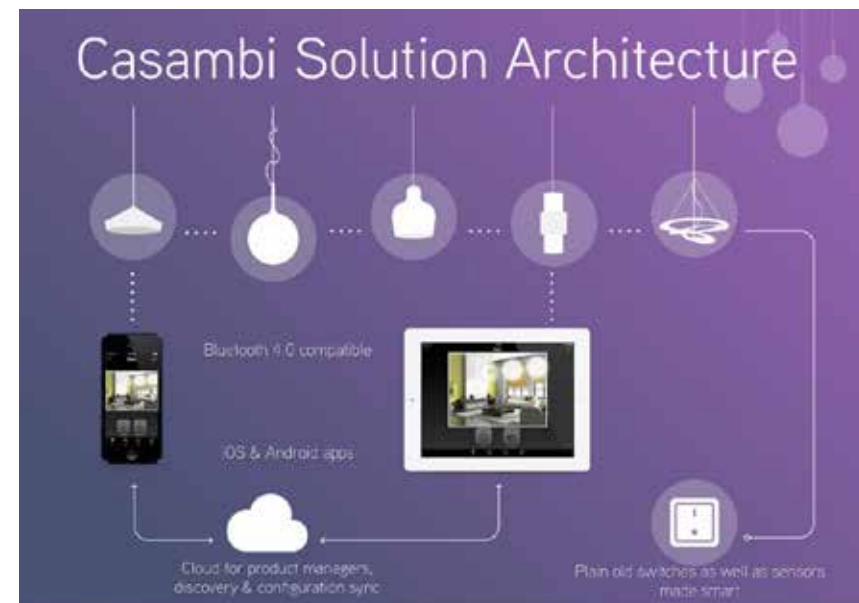 Casambi Solution Architecture
Bluetooth 4.0 compatible
iOS & Android apps
Cloud for product managers,
discovery & configuration sync
Plain old switches as well as sensors
made smart